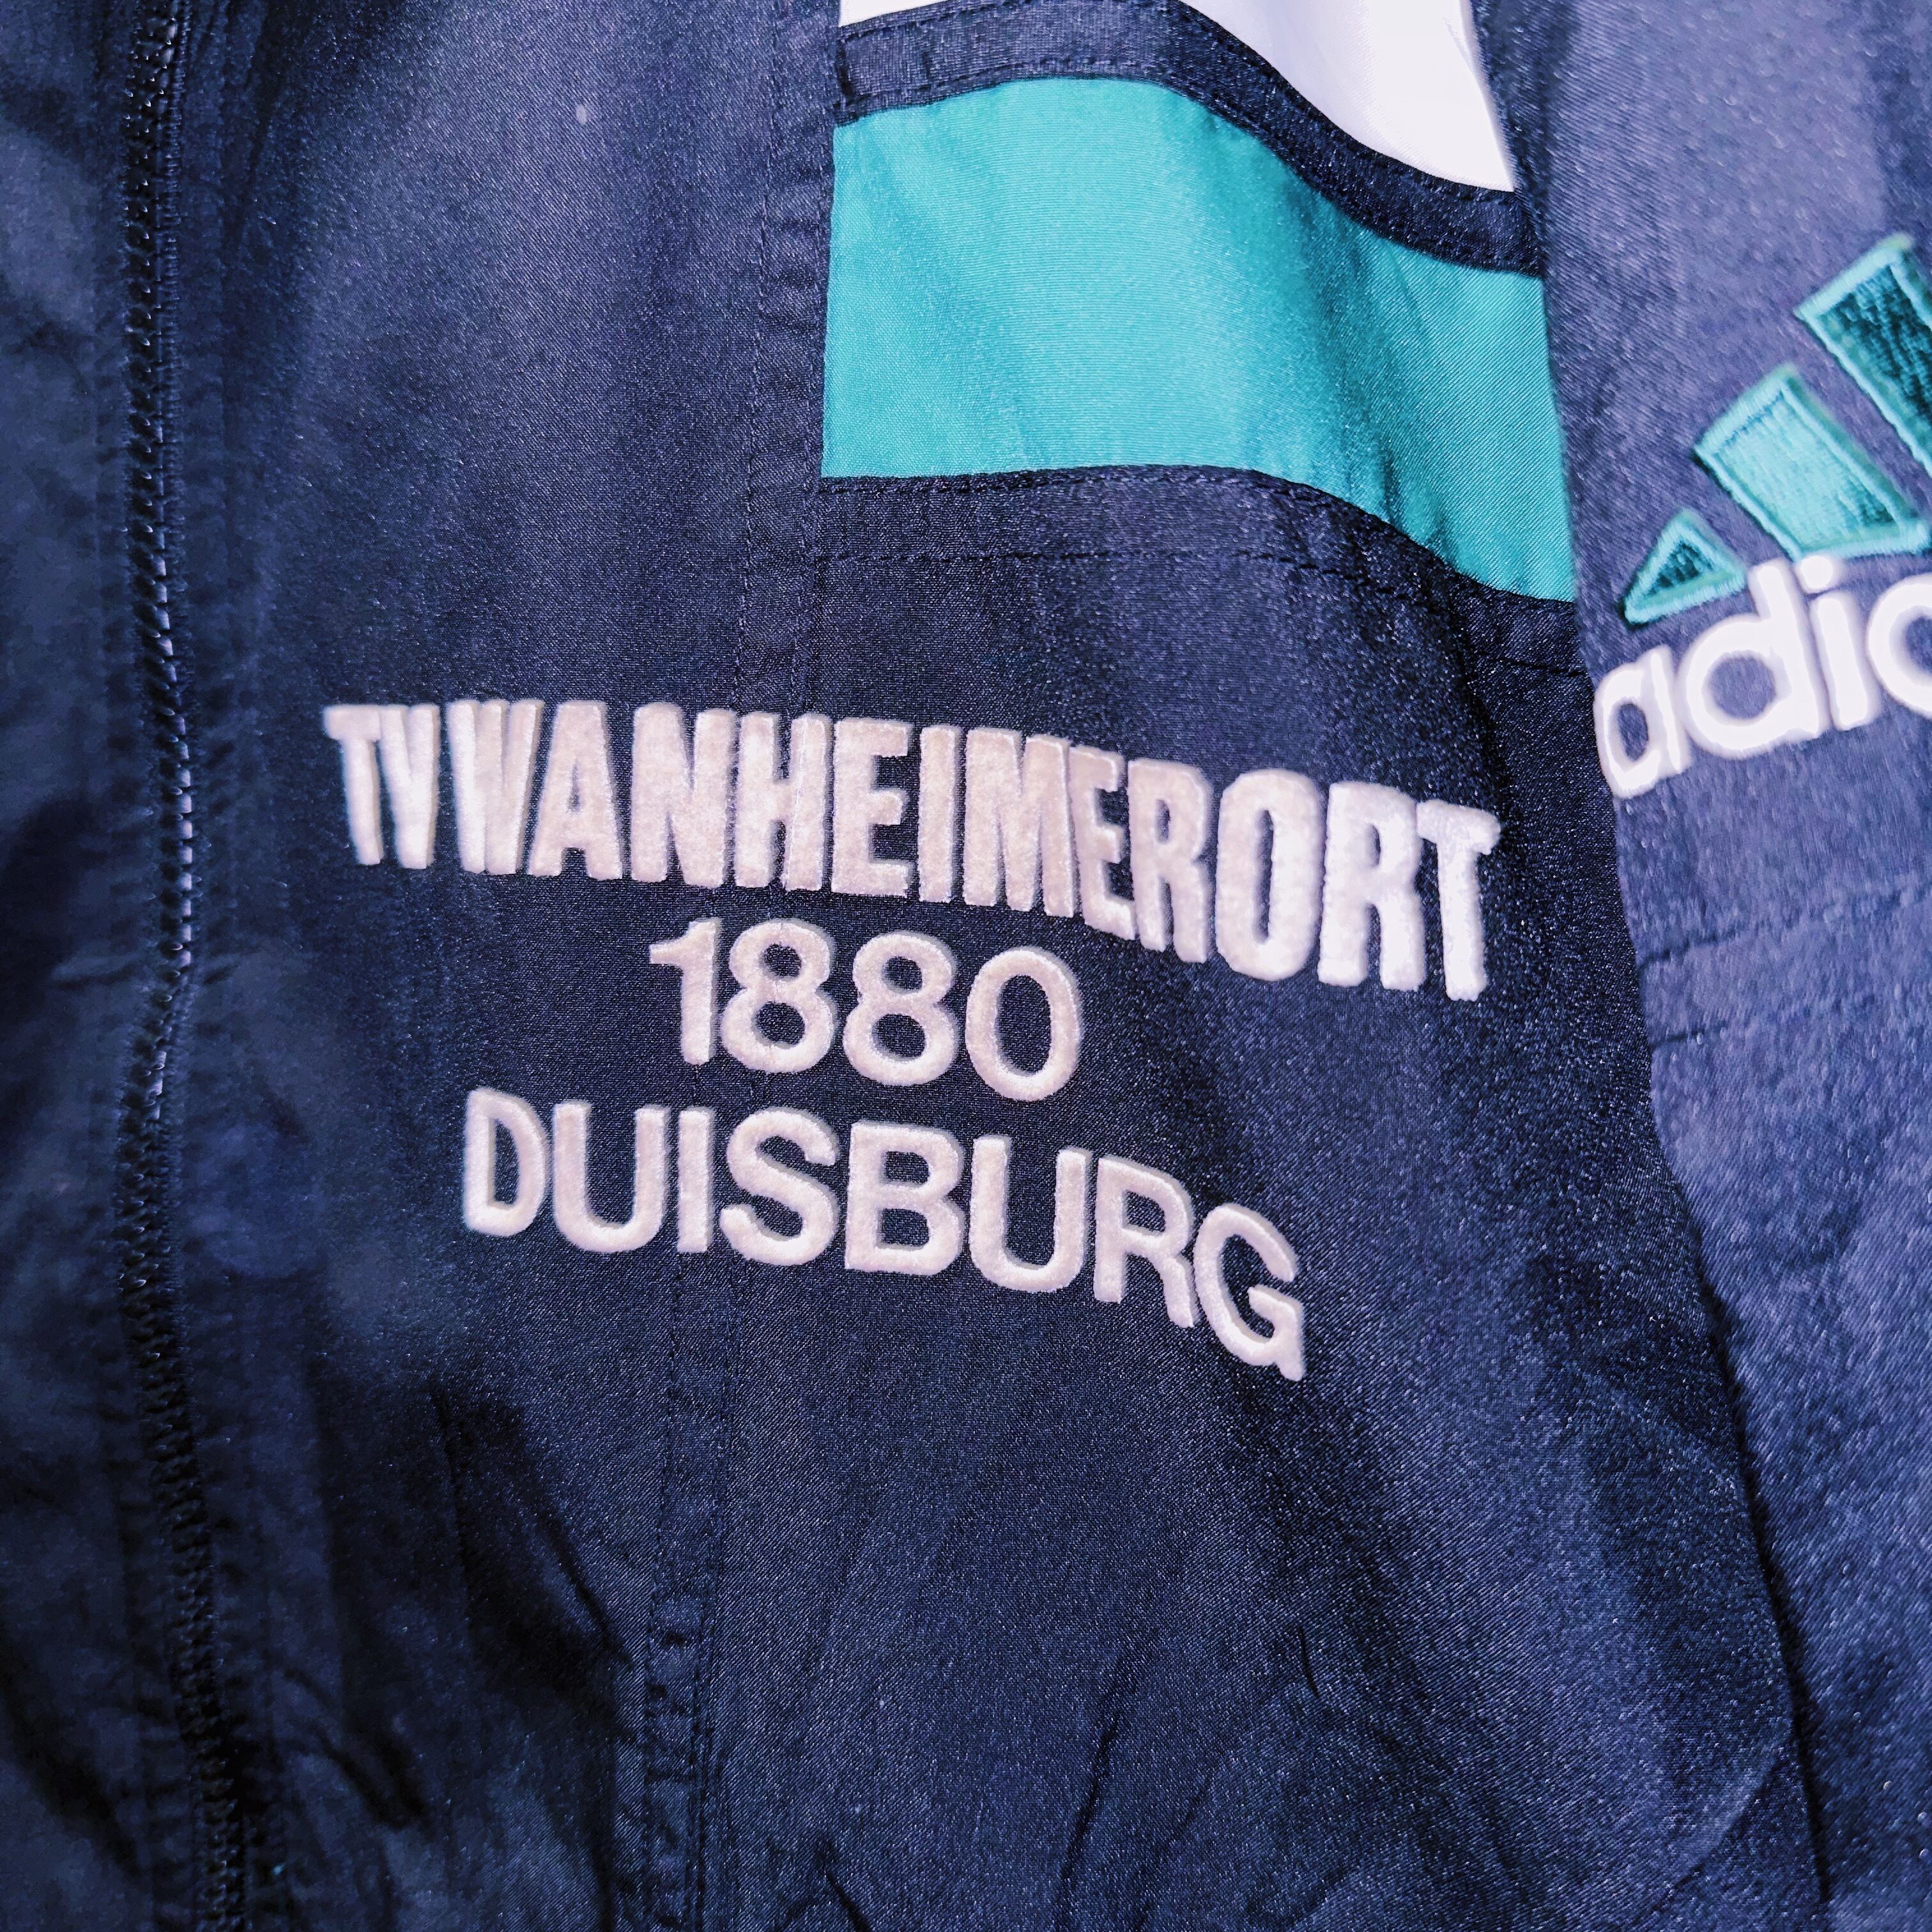 TV WANHEIMERORT
1880
DUISBURG
adid